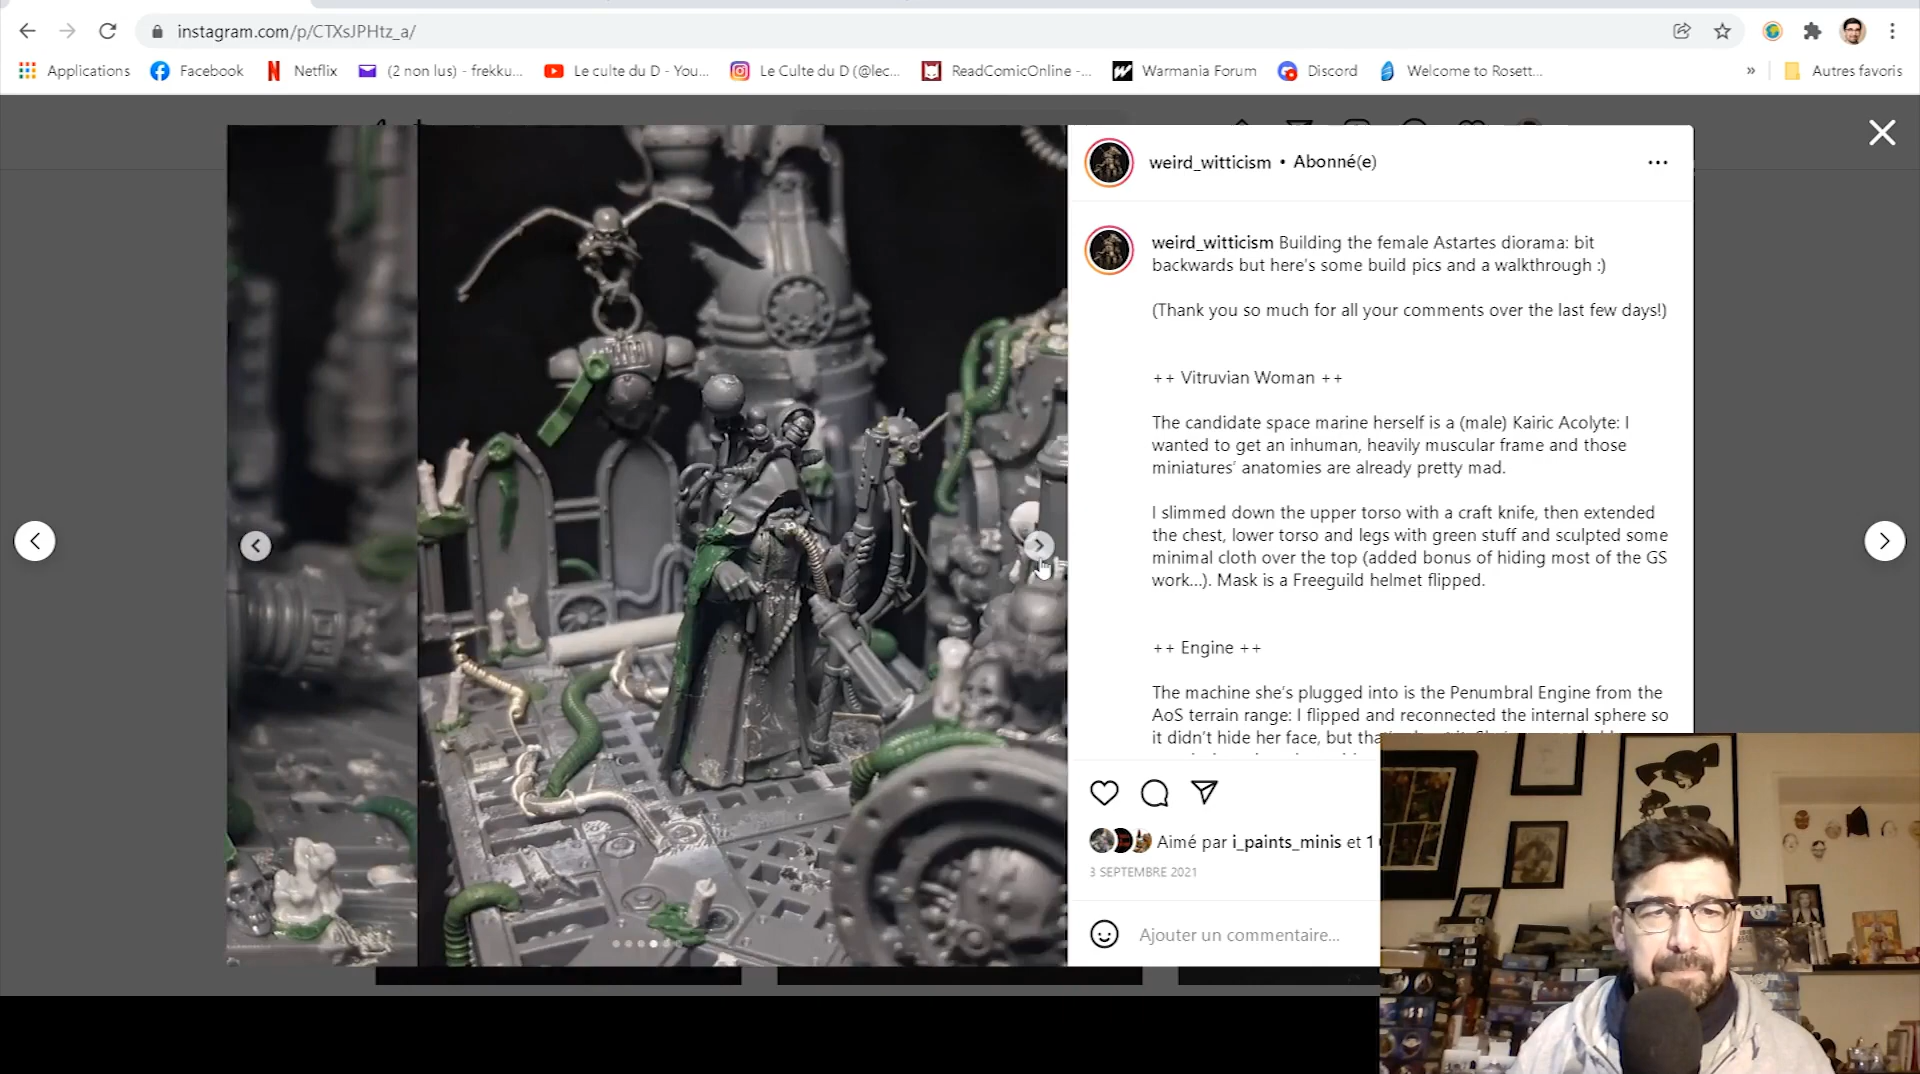 instagram.com/p/CTXsJPHtz_a/
Applications
Facebook
Netflix
(2 non lus) - frekku...
Le culte du D - You...
Le Culte du D (@lec...
ReadComicOnline -...
Warmania Forum
Discord
Welcome to Rosett...
»
Autres favoris
weird_witticism • Abonné(e)
weird_witticism Building the female Astartes diorama: bit
backwards but here's some build pics and a walkthrough :)
(Thank you so much for all your comments over the last few days!)
++ Vitruvian Woman ++
The candidate space marine herself is a (male) Kairic Acolyte: I
wanted to get an inhuman, heavily muscular frame and those
miniatures' anatomies are already pretty mad.
I slimmed down the upper torso with a craft knife, then extended
the chest, lower torso and legs with green stuff and sculpted some
minimal cloth over the top (added bonus of hiding most of the GS
work...). Mask is a Freeguild helmet flipped.
++ Engine ++
The machine she's plugged into is the Penumbral Engine from the
AoS terrain range: I flipped and reconnected the internal sphere so
it didn't hide her face, but
Aimé par i_paints_minis et 1
3 SEPTEMBRE 2021
Ajouter un commentaire...